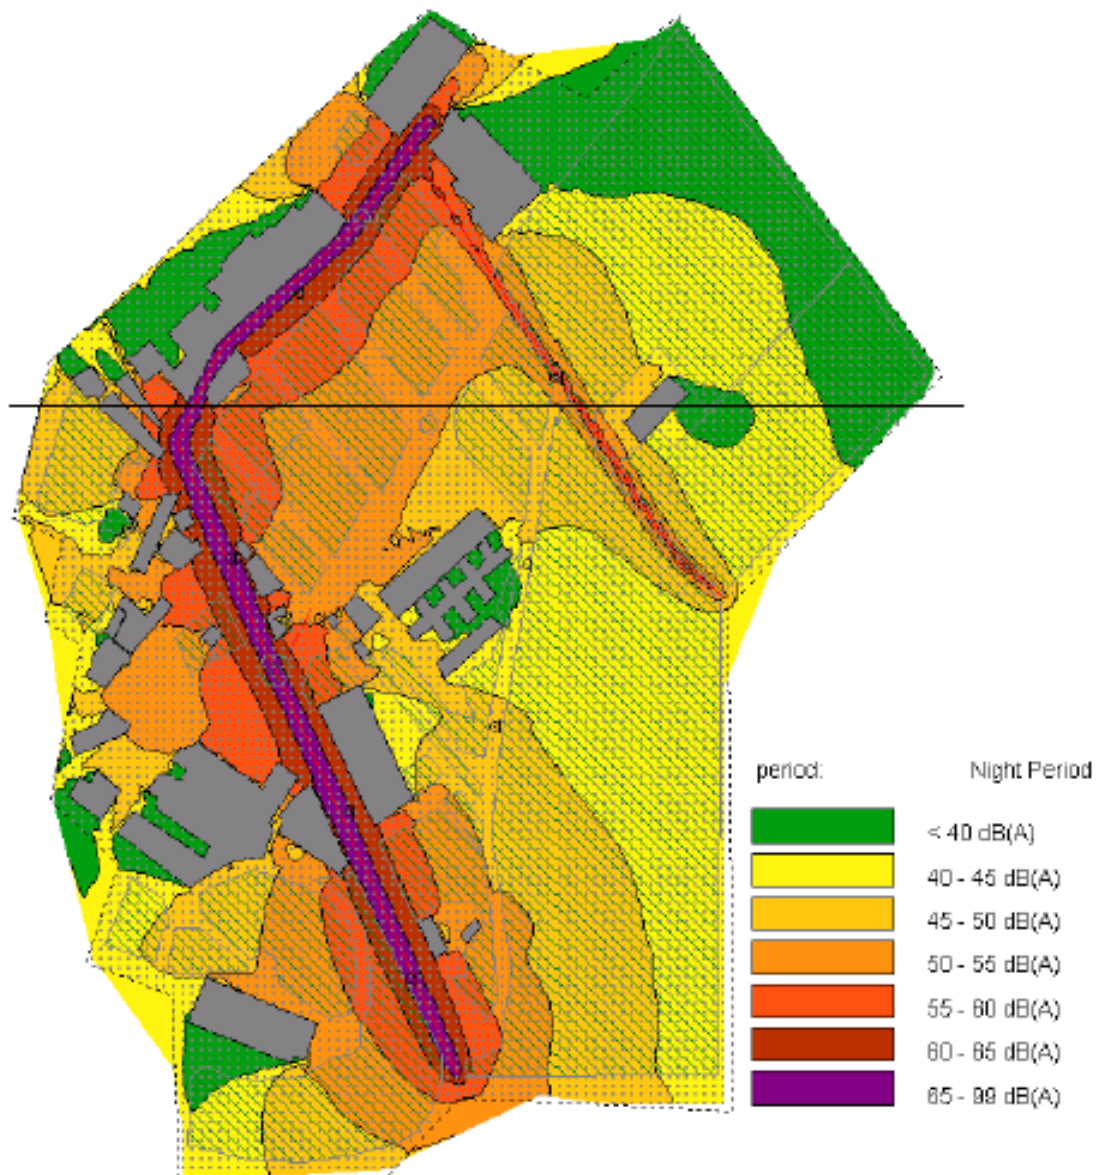 period: Night Period
< 40 dB(A)
40 - 45 dB(A)
45 - 50 dB(A)
50 - 55 dB(A)
55 - 60 dB(A)
60 - 65 dB(A)
65 - 99 dB(A)